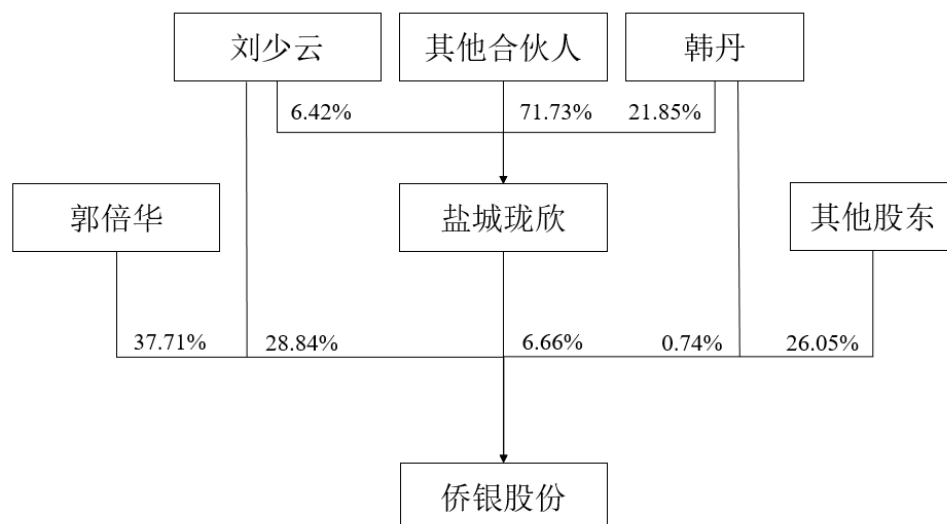 刘少云 其他合伙人 韩丹
6.42% 71.73% 21.85%
郭倍华 盐城珑欣 其他股东
37.71% 28.84% 6.66% 0.74% 26.05%
侨银股份